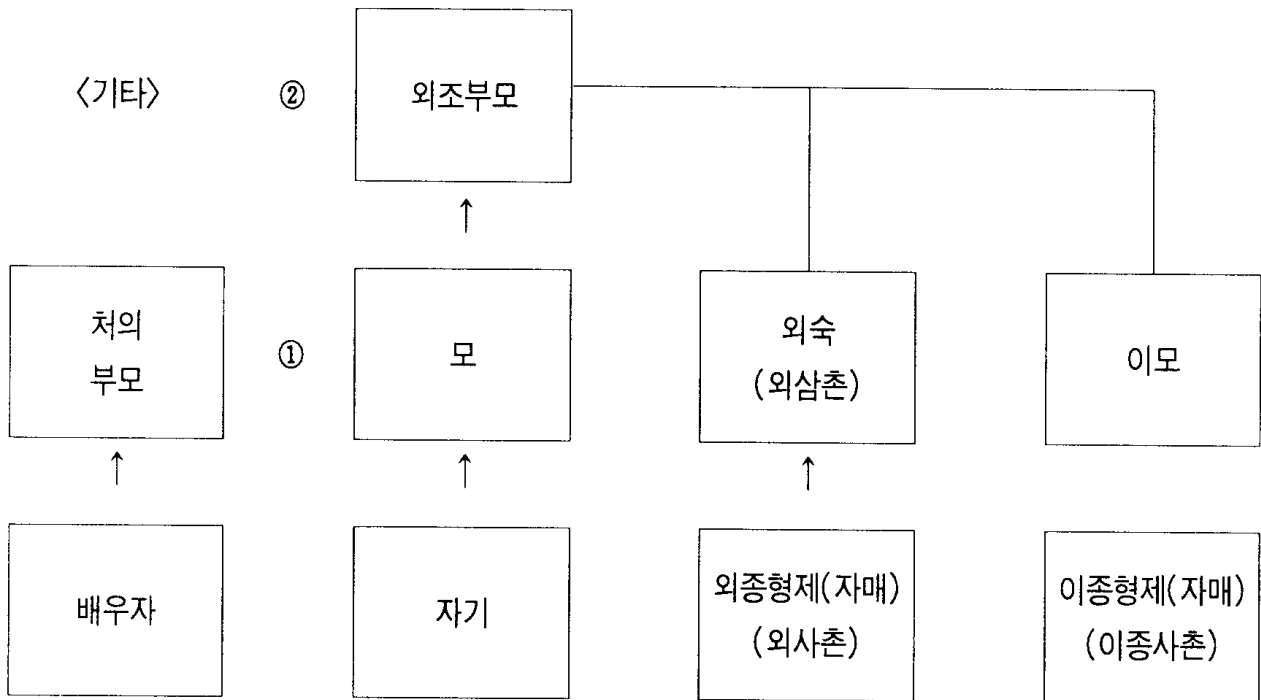 〈기타〉
②
외조부모
↑
처의
부모
①
모
외숙
(외삼촌)
이모
↑
↑
↑
배우자
자기
외종형제(자매)
(외사촌)
이종형제(자매)
(이종사촌)